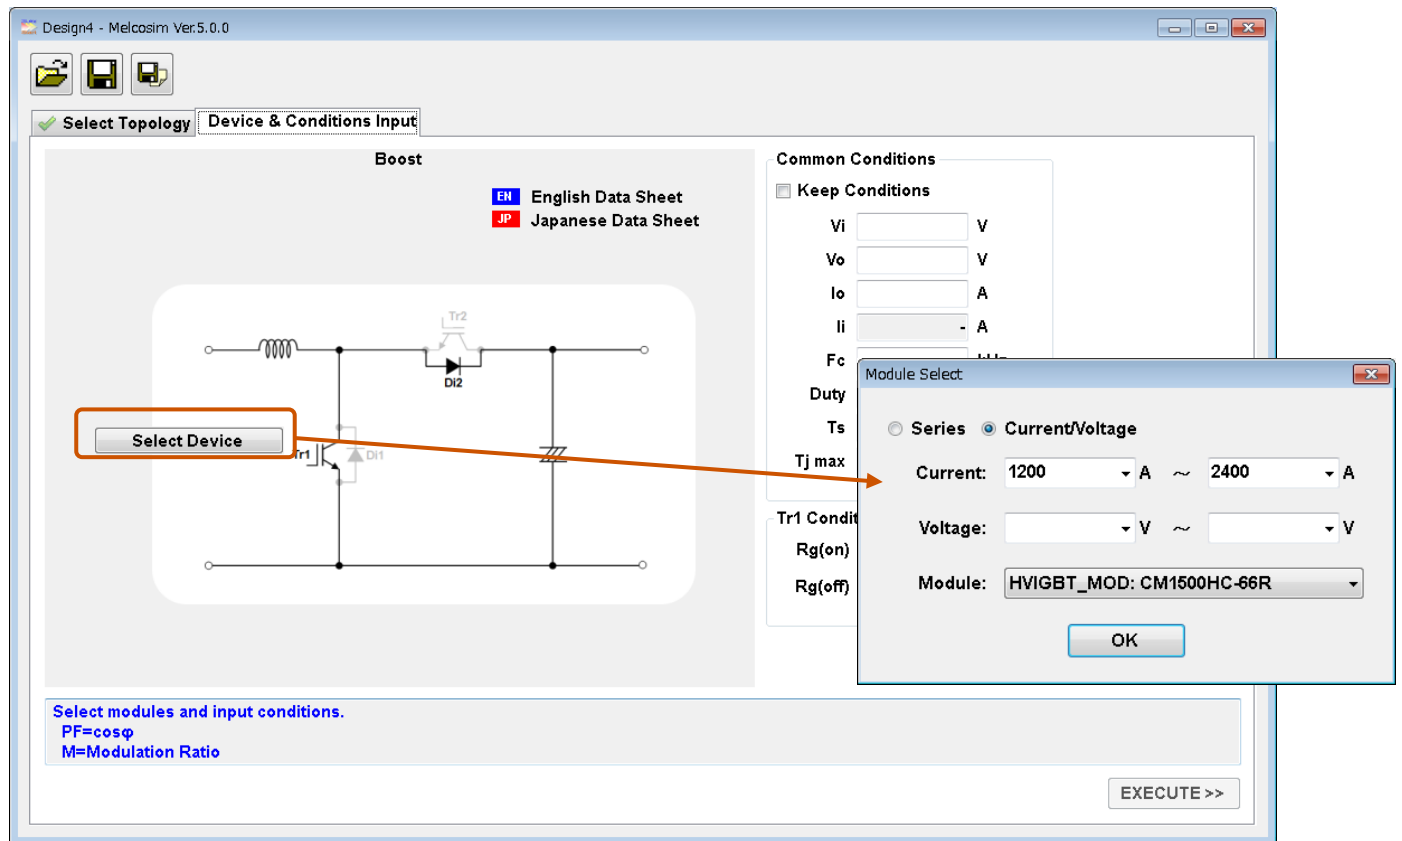 Design4 - Melcosim Ver.5.0.0
Select Topology
Device & Conditions Input
Boost
EN English Data Sheet
JP Japanese Data Sheet
Tr2
Di2
Select Device
Tr1
Di1
Common Conditions
Keep Conditions
Vi V
Vo V
Io A
Ii - A
Fc
Duty
Ts
Tj max
Tr1 Condit
Rg(on)
Rg(off)
Module Select
Series Current/Voltage
Current: 1200 A ~ 2400 A
Voltage: V ~ V
Module: HVIGBT_MOD: CM1500HC-66R
OK
Select modules and input conditions.
PF=cosφ
M=Modulation Ratio
EXECUTE >>